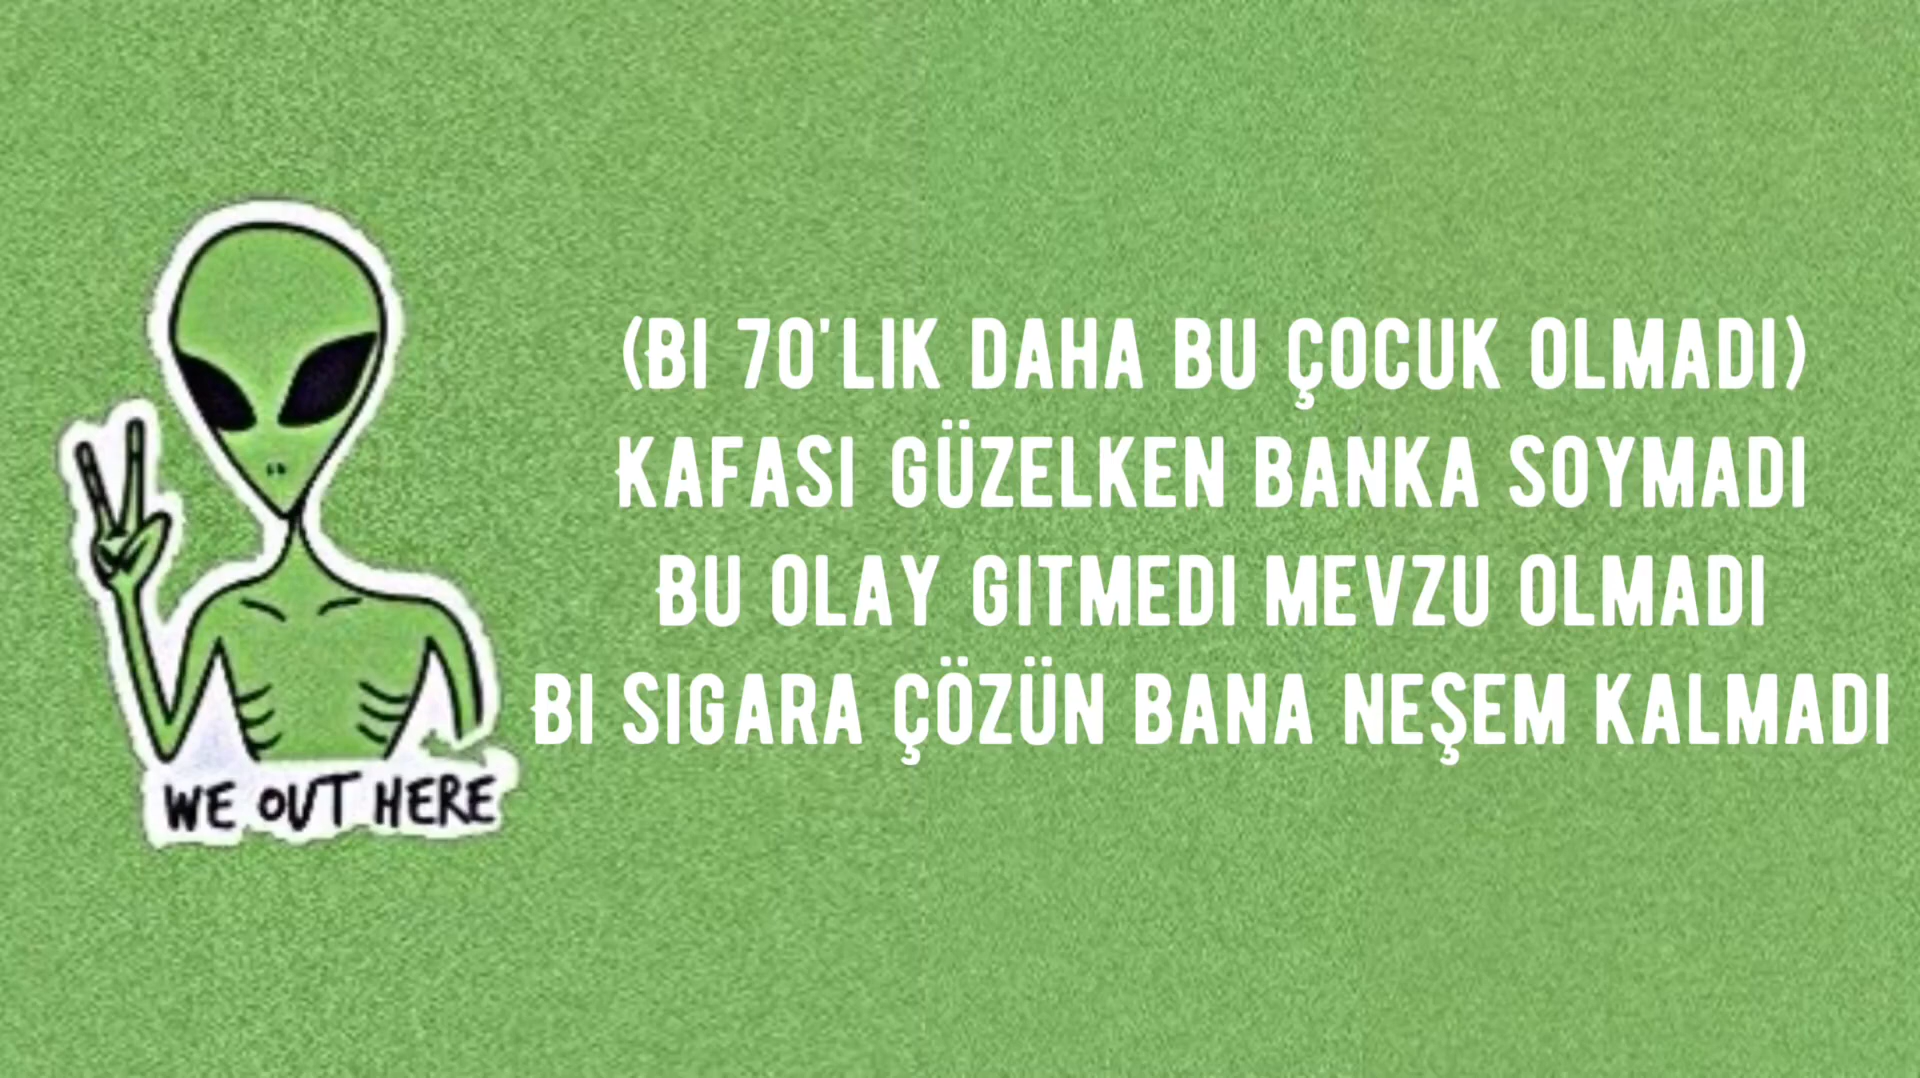 (BI 70'LIK DAHA BU ÇOCUK OLMADI)
KAFASI GÜZELKEN BANKA SOYMADI
BU OLAY GITMEDI MEVZU OLMADI
BI SIGARA ÇÖZÜN BANA NEŞEM KALMADI
WE OUT HERE